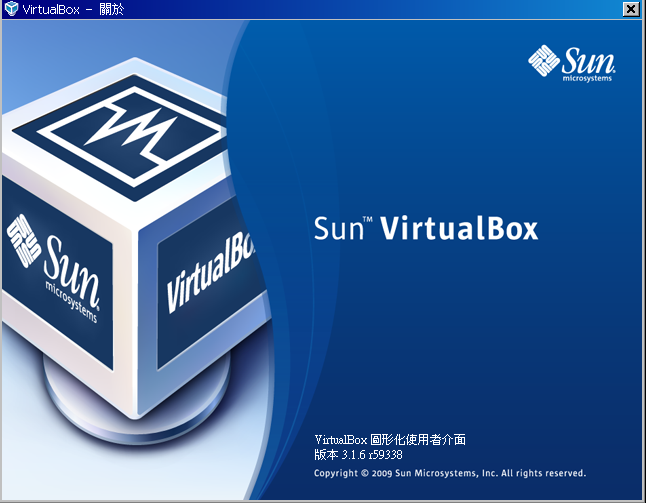 VirtualBox - 關於
Sun
microsystems
Sun
microsystems
VirtualBo
Sun™ VirtualBox
VirtualBox 圖形化使用者介面
版本 3.1.6 r59338
Copyright © 2009 Sun Microsystems, Inc. All rights reserved.